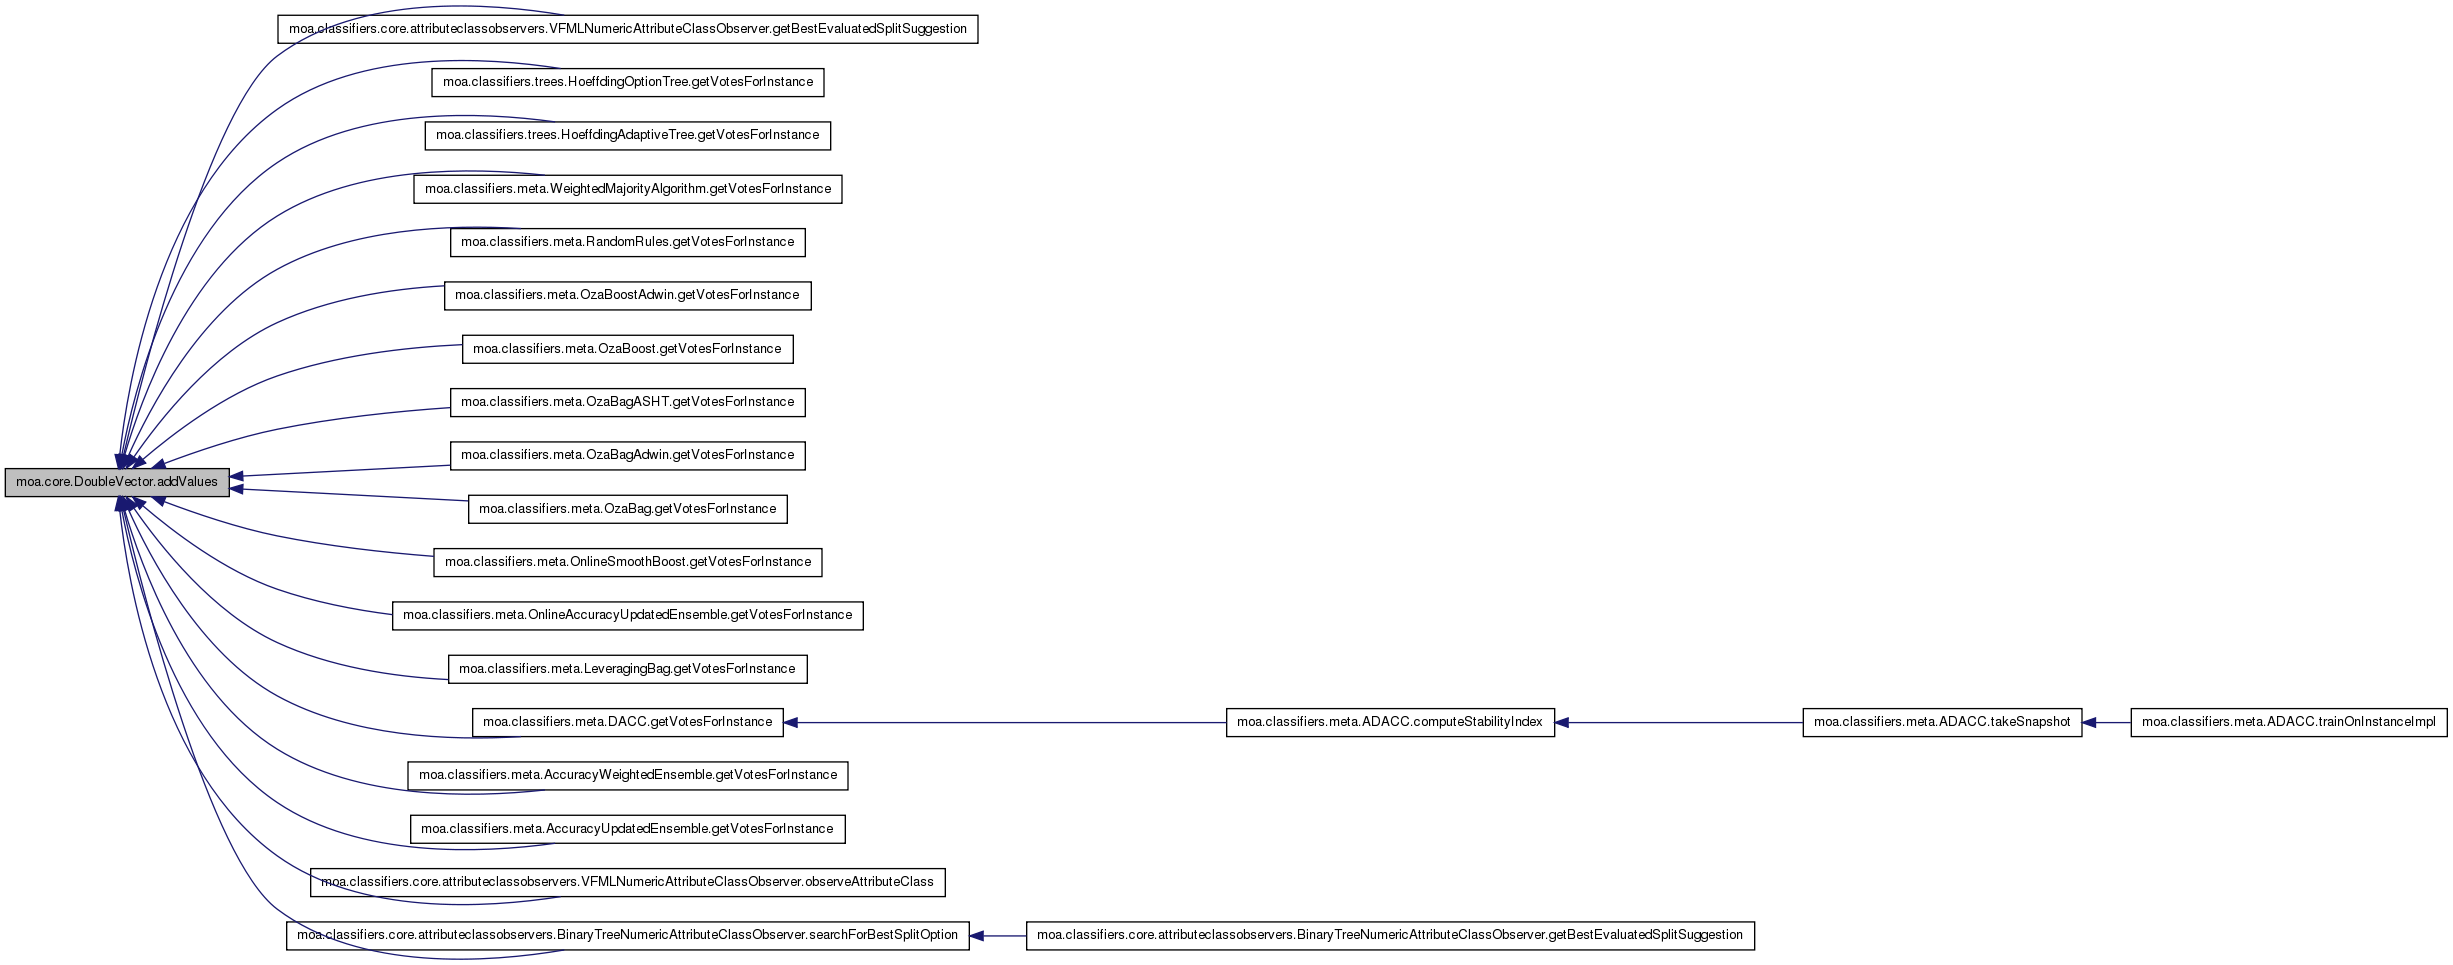 moa.classifiers.core.attributeclassobservers.VFMLNumericAttributeClassObserver.getBestEvaluatedSplitSuggestion
moa.classifiers.trees.HoeffdingOptionTree.getVotesForInstance
moa.classifiers.trees.HoeffdingAdaptiveTree.getVotesForInstance
moa.classifiers.meta.WeightedMajorityAlgorithm.getVotesForInstance
moa.classifiers.meta.RandomRules.getVotesForInstance
moa.classifiers.meta.OzaBoostAdwin.getVotesForInstance
moa.classifiers.meta.OzaBoost.getVotesForInstance
moa.classifiers.meta.OzaBagASHT.getVotesForInstance
moa.classifiers.meta.OzaBagAdwin.getVotesForInstance
moa.core.DoubleVector.addValues
moa.classifiers.meta.OzaBag.getVotesForInstance
moa.classifiers.meta.OnlineSmoothBoost.getVotesForInstance
moa.classifiers.meta.OnlineAccuracyUpdatedEnsemble.getVotesForInstance
moa.classifiers.meta.LeveragingBag.getVotesForInstance
moa.classifiers.meta.DACC.getVotesForInstance
moa.classifiers.meta.ADACC.computeStabilityIndex
moa.classifiers.meta.ADACC.takeSnapshot
moa.classifiers.meta.ADACC.trainOnInstanceImpl
moa.classifiers.meta.AccuracyWeightedEnsemble.getVotesForInstance
moa.classifiers.meta.AccuracyUpdatedEnsemble.getVotesForInstance
moa.classifiers.core.attributeclassobservers.VFMLNumericAttributeClassObserver.observeAttributeClass
moa.classifiers.core.attributeclassobservers.BinaryTreeNumericAttributeClassObserver.searchForBestSplitOption
moa.classifiers.core.attributeclassobservers.BinaryTreeNumericAttributeClassObserver.getBestEvaluatedSplitSuggestion